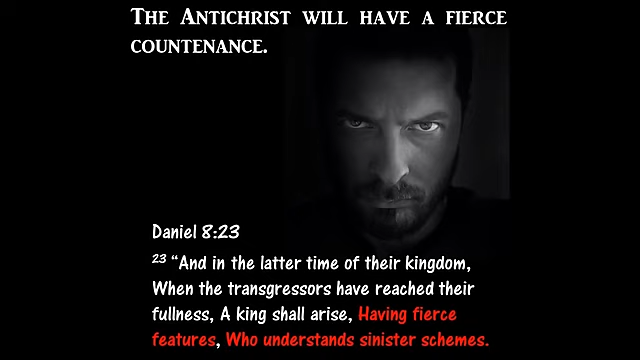 The Antichrist will have a fierce
countenance.
Daniel 8:23
23 “And in the latter time of their kingdom,
When the transgressors have reached their
fullness, A king shall arise, Having fierce
features, Who understands sinister schemes.